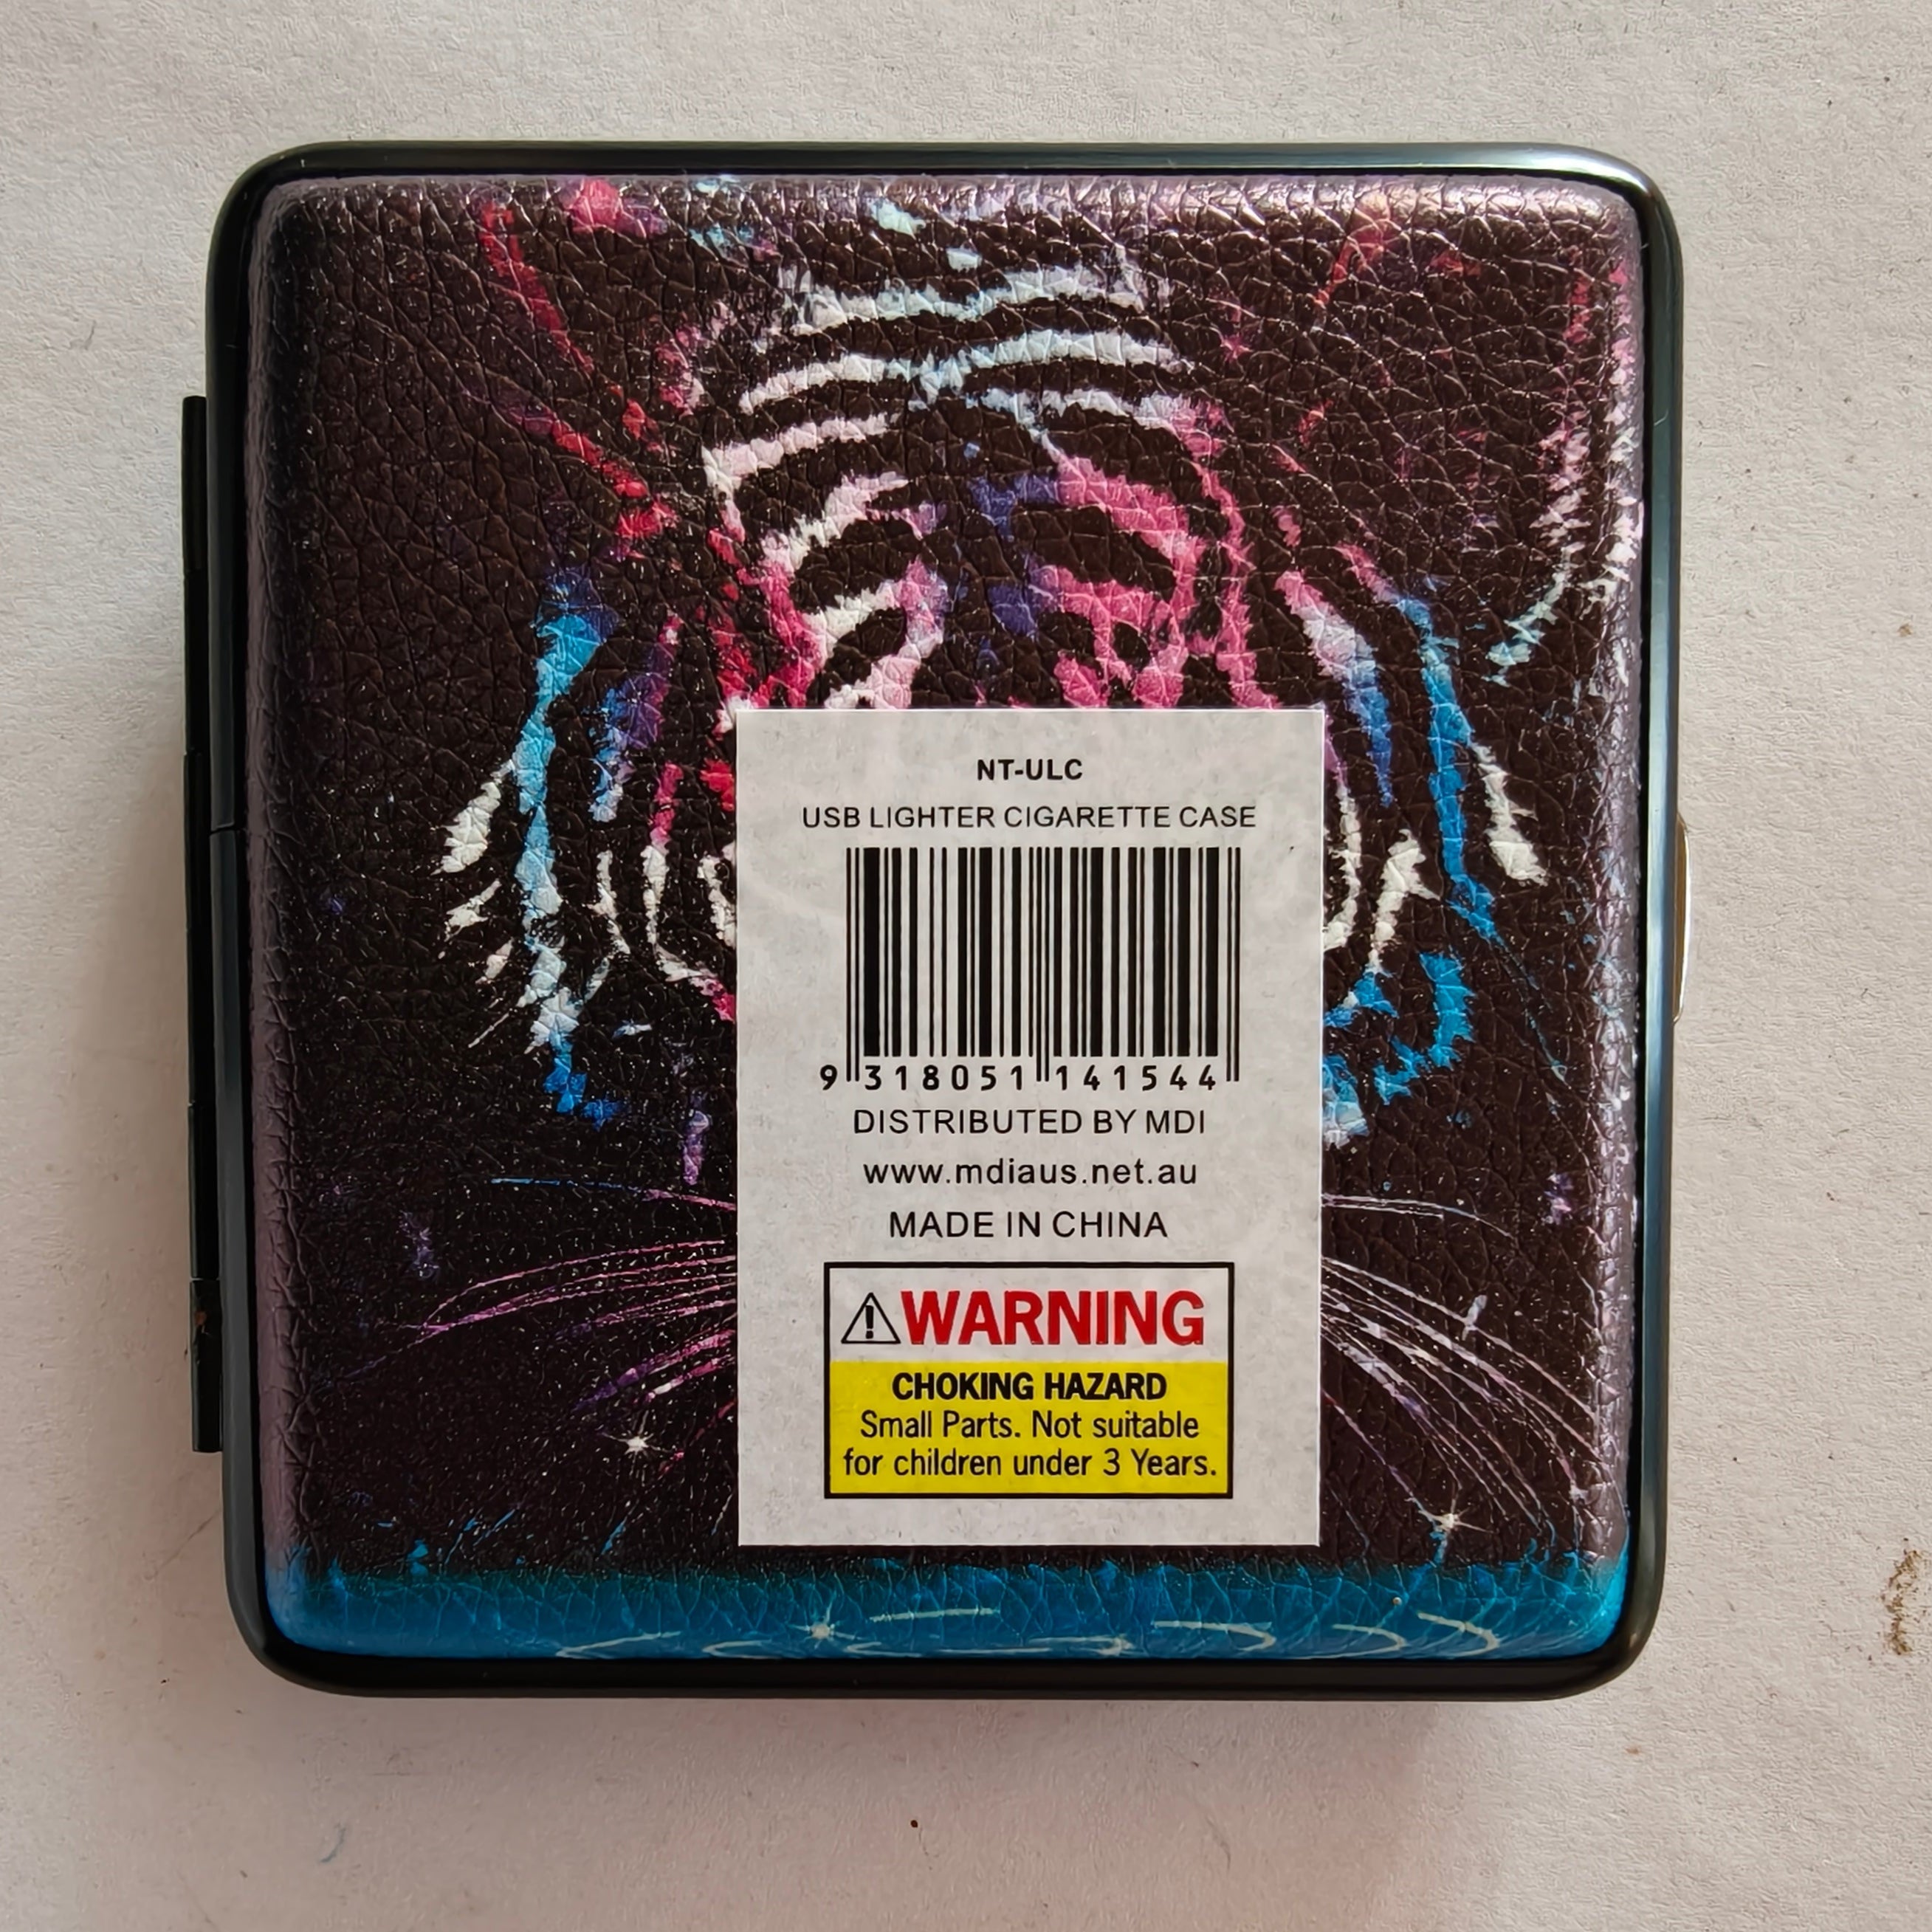 NT-ULC
USB LIGHTER CIGARETTE CASE
9 318051 141544
DISTRIBUTED BY MDI
www.mdiaus.net.au
MADE IN CHINA
WARNING
CHOKING HAZARD
Small Parts. Not suitable
for children under 3 Years.